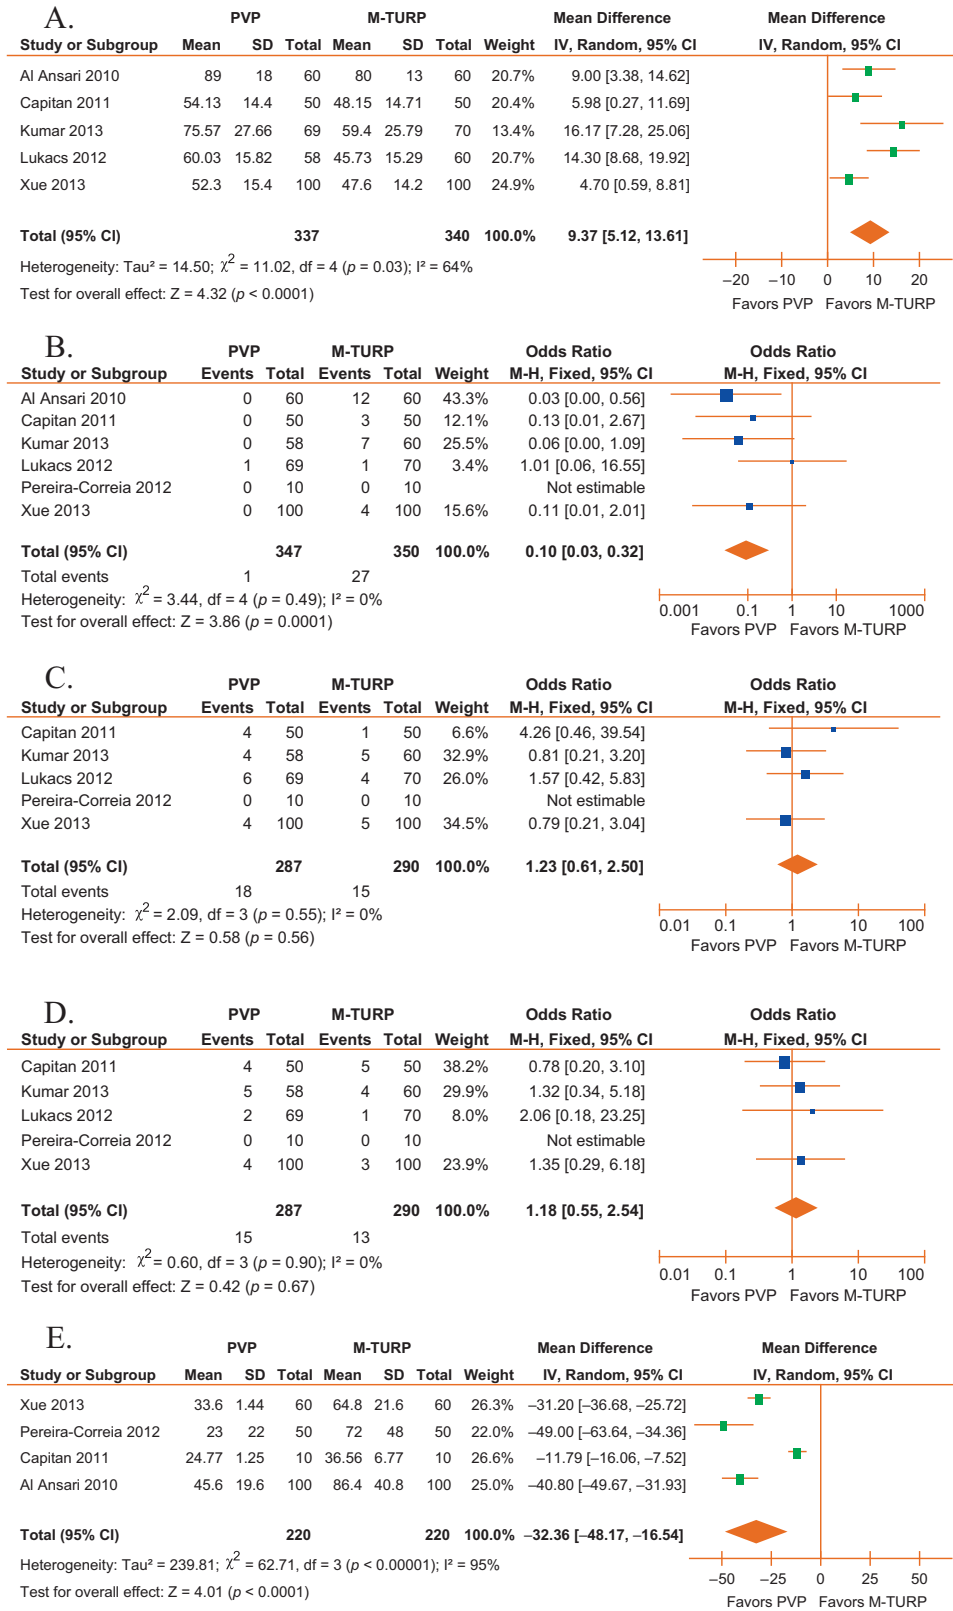 A.
PVP M-TURP Mean Difference Mean Difference
Study or Subgroup Mean SD Total Mean SD Total Weight IV, Random, 95% CI IV, Random, 95% CI
Al Ansari 2010 89 18 60 80 13 60 20.7% 9.00 [3.38, 14.62]
Capitan 2011 54.13 14.4 50 48.15 14.71 50 20.4% 5.98 [0.27, 11.69]
Kumar 2013 75.57 27.66 69 59.4 25.79 70 13.4% 16.17 [7.28, 25.06]
Lukacs 2012 60.03 15.82 58 45.73 15.29 60 20.7% 14.30 [8.68, 19.92]
Xue 2013 52.3 15.4 100 47.6 14.2 100 24.9% 4.70 [0.59, 8.81]
Total (95% CI) 337 340 100.0% 9.37 [5.12, 13.61]
Heterogeneity: Tau² = 14.50; χ² = 11.02, df = 4 (p = 0.03); I² = 64%
Test for overall effect: Z = 4.32 (p < 0.0001)
–20 –10 0 10 20
Favors PVP Favors M-TURP
B.
PVP M-TURP Odds Ratio Odds Ratio
Study or Subgroup Events Total Events Total Weight M-H, Fixed, 95% CI M-H, Fixed, 95% CI
Al Ansari 2010 0 60 12 60 43.3% 0.03 [0.00, 0.56]
Capitan 2011 0 50 3 50 12.1% 0.13 [0.01, 2.67]
Kumar 2013 0 58 7 60 25.5% 0.06 [0.00, 1.09]
Lukacs 2012 1 69 1 70 3.4% 1.01 [0.06, 16.55]
Pereira-Correia 2012 0 10 0 10 Not estimable
Xue 2013 0 100 4 100 15.6% 0.11 [0.01, 2.01]
Total (95% CI) 347 350 100.0% 0.10 [0.03, 0.32]
Total events 1 27
Heterogeneity: χ² = 3.44, df = 4 (p = 0.49); I² = 0%
Test for overall effect: Z = 3.86 (p = 0.0001)
0.001 0.1 1 10 1000
Favors PVP Favors M-TURP
C.
PVP M-TURP Odds Ratio Odds Ratio
Study or Subgroup Events Total Events Total Weight M-H, Fixed, 95% CI M-H, Fixed, 95% CI
Capitan 2011 4 50 1 50 6.6% 4.26 [0.46, 39.54]
Kumar 2013 4 58 5 60 32.9% 0.81 [0.21, 3.20]
Lukacs 2012 6 69 4 70 26.0% 1.57 [0.42, 5.83]
Pereira-Correia 2012 0 10 0 10 Not estimable
Xue 2013 4 100 5 100 34.5% 0.79 [0.21, 3.04]
Total (95% CI) 287 290 100.0% 1.23 [0.61, 2.50]
Total events 18 15
Heterogeneity: χ² = 2.09, df = 3 (p = 0.55); I² = 0%
Test for overall effect: Z = 0.58 (p = 0.56)
0.01 0.1 1 10 100
Favors PVP Favors M-TURP
D.
PVP M-TURP Odds Ratio Odds Ratio
Study or Subgroup Events Total Events Total Weight M-H, Fixed, 95% CI M-H, Fixed, 95% CI
Capitan 2011 4 50 5 50 38.2% 0.78 [0.20, 3.10]
Kumar 2013 5 58 4 60 29.9% 1.32 [0.34, 5.18]
Lukacs 2012 2 69 1 70 8.0% 2.06 [0.18, 23.25]
Pereira-Correia 2012 0 10 0 10 Not estimable
Xue 2013 4 100 3 100 23.9% 1.35 [0.29, 6.18]
Total (95% CI) 287 290 100.0% 1.18 [0.55, 2.54]
Total events 15 13
Heterogeneity: χ² = 0.60, df = 3 (p = 0.90); I² = 0%
Test for overall effect: Z = 0.42 (p = 0.67)
0.01 0.1 1 10 100
Favors PVP Favors M-TURP
E.
PVP M-TURP Mean Difference Mean Difference
Study or Subgroup Mean SD Total Mean SD Total Weight IV, Random, 95% CI IV, Random, 95% CI
Xue 2013 33.6 1.44 60 64.8 21.6 60 26.3% –31.20 [–36.68, –25.72]
Pereira-Correia 2012 23 22 50 72 48 50 22.0% –49.00 [–63.64, –34.36]
Capitan 2011 24.77 1.25 10 36.56 6.77 10 26.6% –11.79 [–16.06, –7.52]
Al Ansari 2010 45.6 19.6 100 86.4 40.8 100 25.0% –40.80 [–49.67, –31.93]
Total (95% CI) 220 220 100.0% –32.36 [–48.17, –16.54]
Heterogeneity: Tau² = 239.81; χ² = 62.71, df = 3 (p < 0.00001); I² = 95%
Test for overall effect: Z = 4.01 (p < 0.0001)
–50 –25 0 25 50
Favors PVP Favors M-TURP